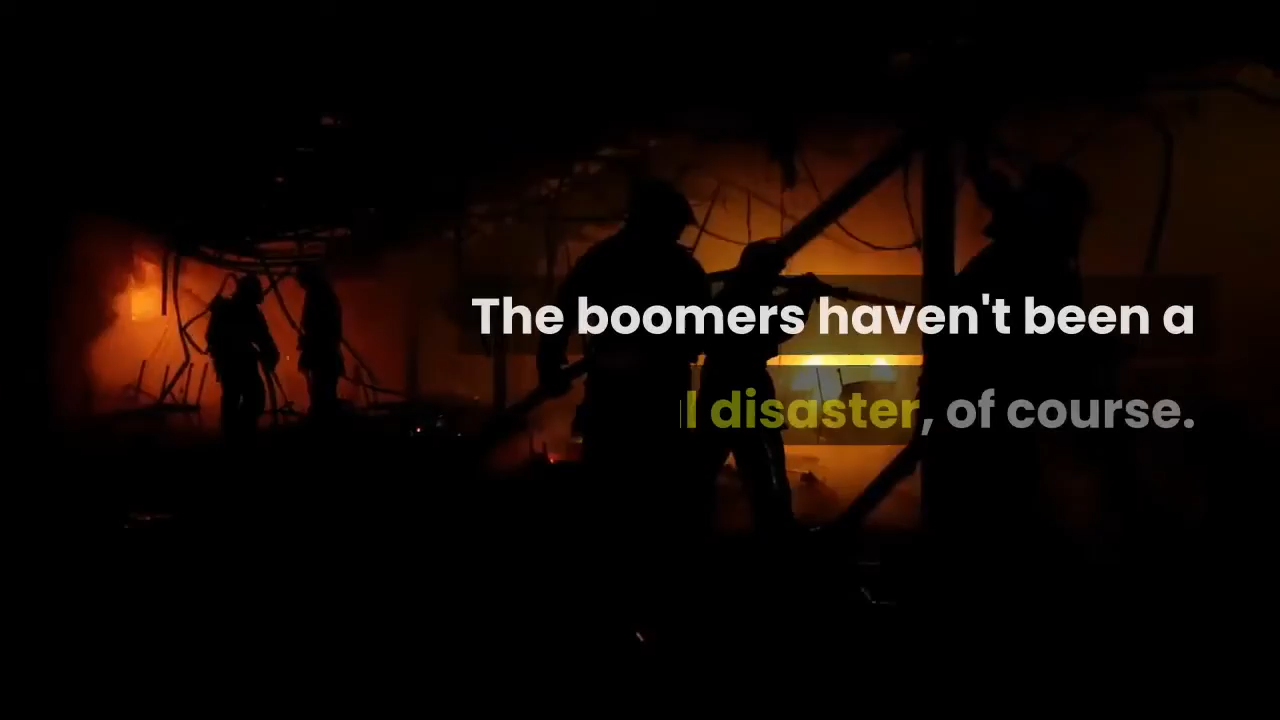 The boomers haven't been a
disaster, of course.